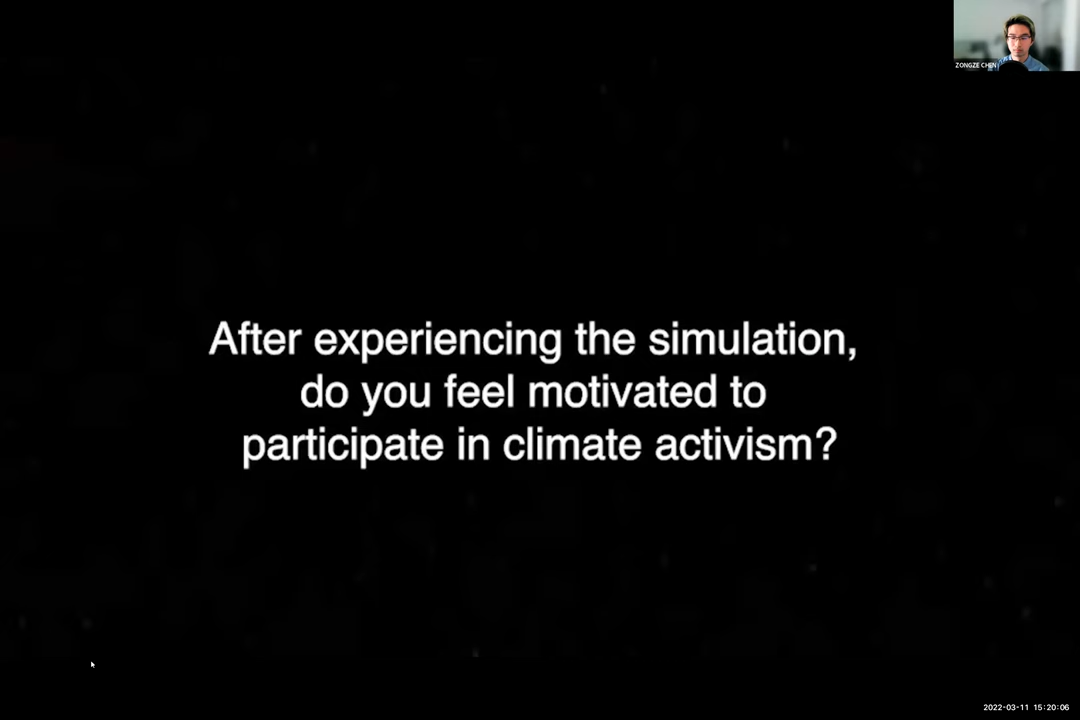 ZONGZE CHEN
After experiencing the simulation,
do you feel motivated to
participate in climate activism?
2022-03-11 15:20:06